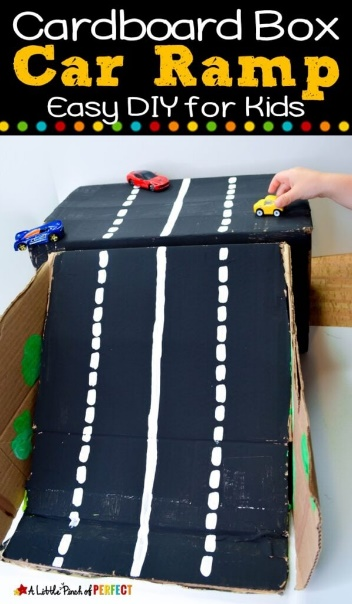 Cardboard Box
Car Ramp
Easy DIY for Kids
A Little Pinch of PERFECT